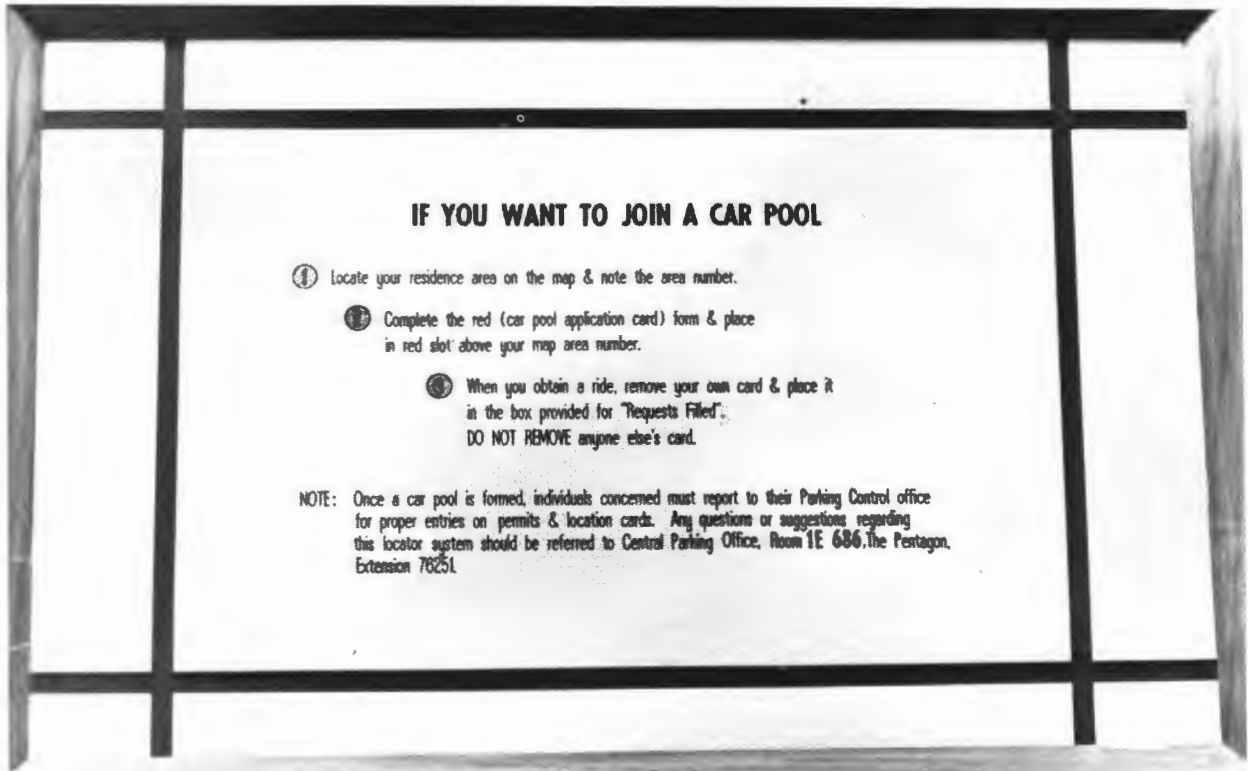 IF YOU WANT TO JOIN A CAR POOL
1 Locate your residence area on the map & note the area number.
Complete the red (car pool application card) form & place
in red slot above your map area number.
When you obtain a ride, remove your own card & place it
in the box provided for "Requests Filled".
DO NOT REMOVE anyone else's card.
NOTE: Once a car pool is formed, individuals concerned must report to their Parking Control office
for proper entries on permits & location cards. Any questions or suggestions regarding
this locator system should be referred to Central Parking Office, Room 1E 686, The Pentagon,
Extension 76251.